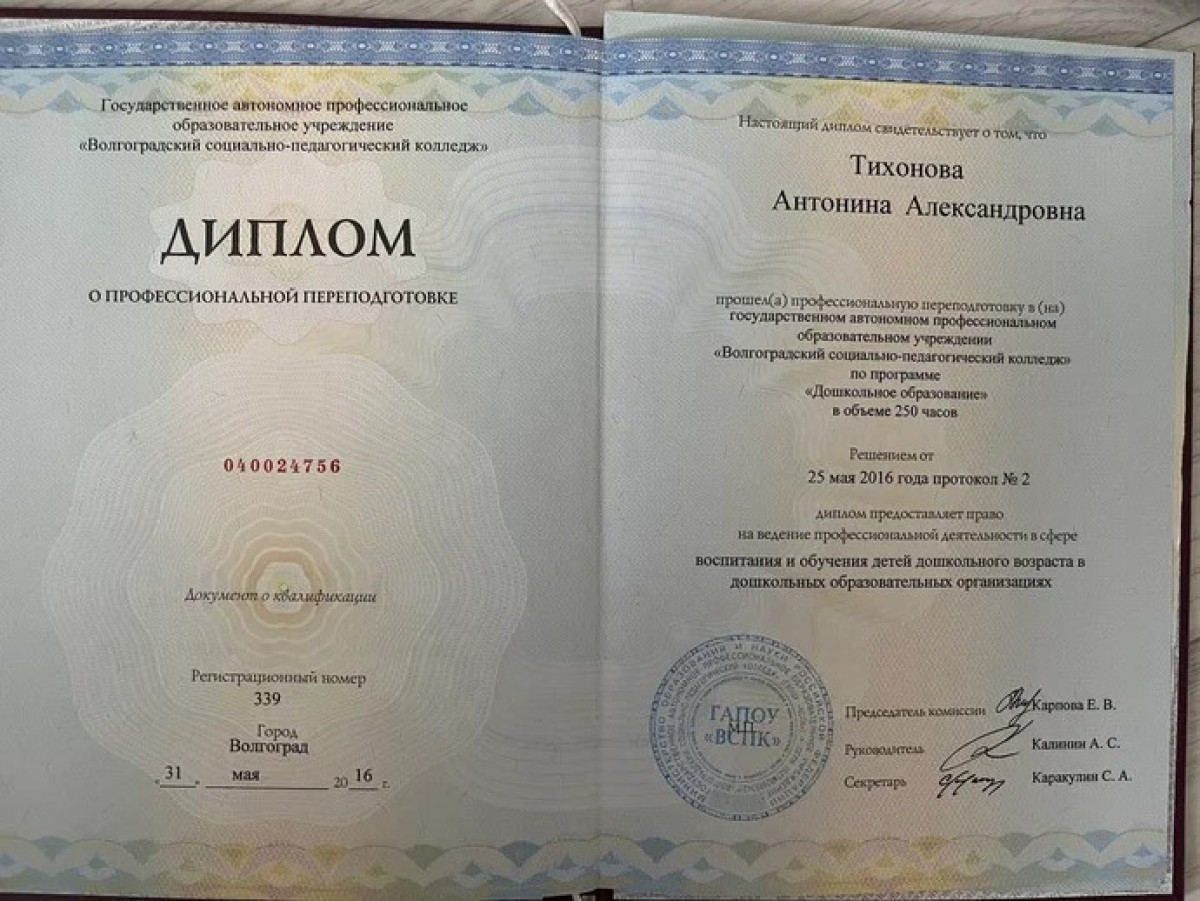 Государственное автономное профессиональное
образовательное учреждение
«Волгоградский социально-педагогический колледж»
ДИПЛОМ
О ПРОФЕССИОНАЛЬНОЙ ПЕРЕПОДГОТОВКЕ
040024756
Документ о квалификации
Регистрационный номер
339
Город
Волгоград
„31„ мая 2016 г.
Настоящий диплом свидетельствует о том, что
Тихонова
Антонина Александровна
прошел(а) профессиональную переподготовку в (на)
государственном автономном профессиональном
образовательном учреждении
«Волгоградский социально-педагогический колледж»
по программе
«Дошкольное образование»
в объеме 250 часов
Решением от
25 мая 2016 года протокол № 2
диплом предоставляет право
на ведение профессиональной деятельности в сфере
воспитания и обучения детей дошкольного возраста в
дошкольных образовательных организациях
ГАПОУ
М.П.
«ВСПК»
Председатель комиссии Карпова Е. В.
Руководитель Калинин А. С.
Секретарь Каракулин С. А.